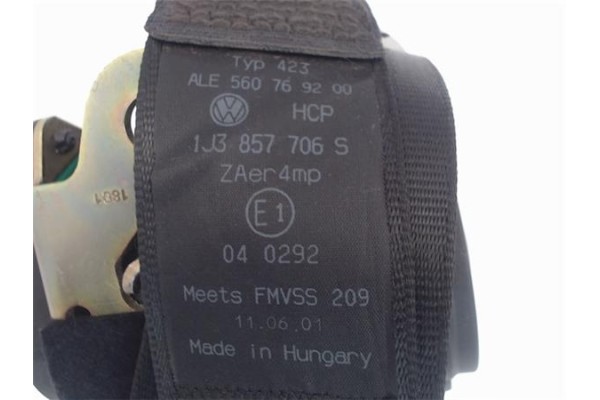 Typ 423
ALE 560 76 92 00
HCP
1J3 857 706 S
ZAer4mp
E1
04 0292
Meets FMVSS 209
11.06.01
Made in Hungary
1801